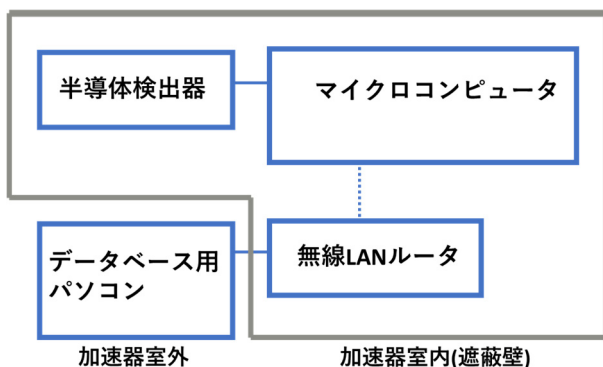 半導体検出器
マイクロコンピュータ
データベース用
パソコン
無線LANルータ
加速器室外
加速器室内(遮蔽壁)